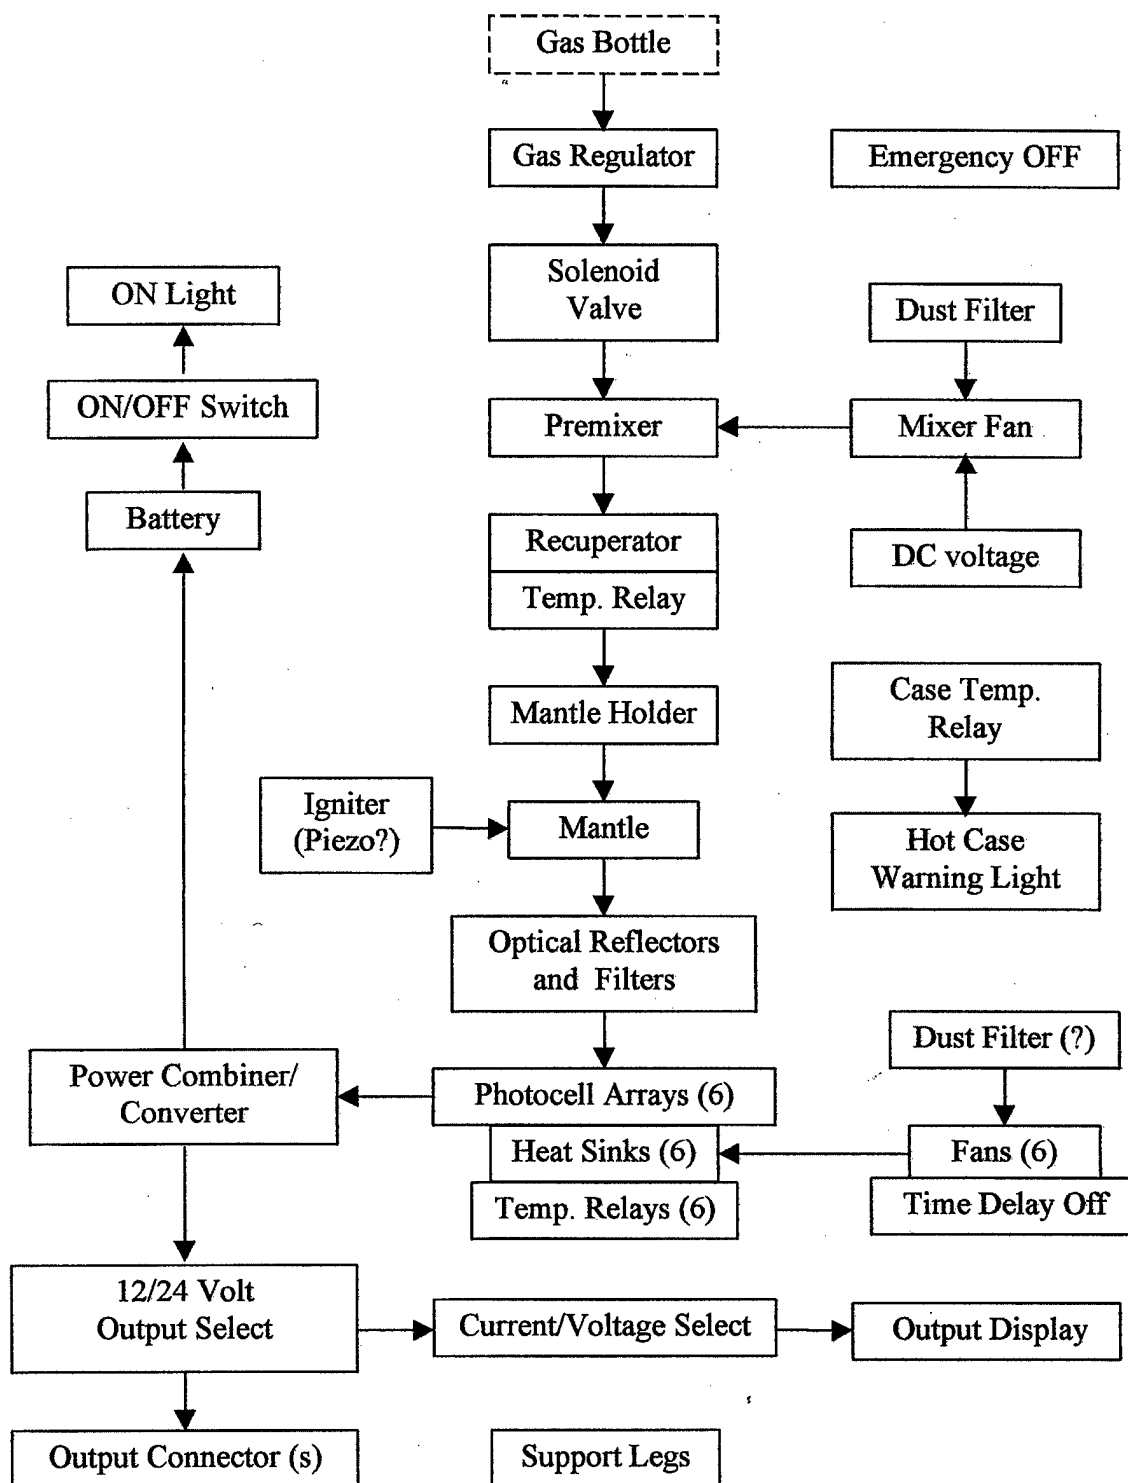 Gas Bottle
Gas Regulator
Emergency OFF
Solenoid
Valve
ON Light
Dust Filter
ON/OFF Switch
Premixer
Mixer Fan
Battery
Recuperator
DC voltage
Temp. Relay
Mantle Holder
Case Temp.
Relay
Igniter
(Piezo?)
Mantle
Hot Case
Warning Light
Optical Reflectors
and Filters
Dust Filter (?)
Power Combiner/
Converter
Photocell Arrays (6)
Heat Sinks (6)
Fans (6)
Temp. Relays (6)
Time Delay Off
12/24 Volt
Output Select
Current/Voltage Select
Output Display
Output Connector (s)
Support Legs